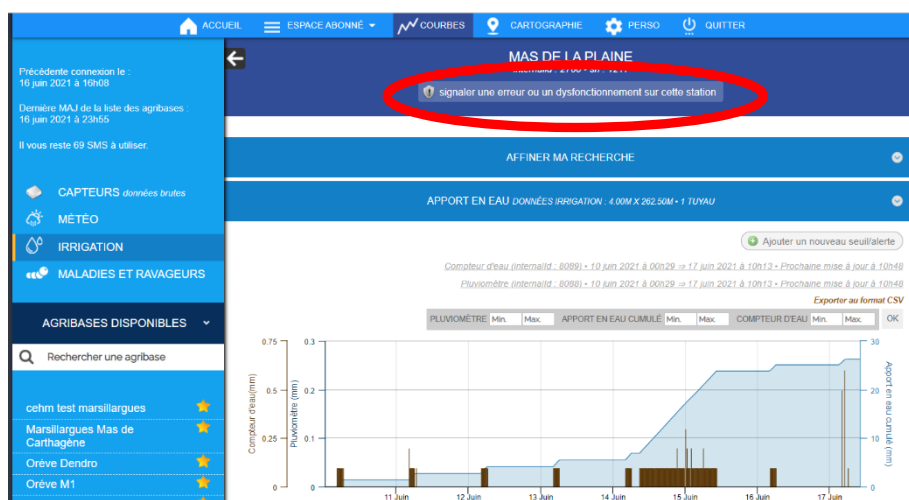 ACCUEIL ESPACE ABONNÉ COURBES CARTOGRAPHIE PERSO QUITTER
Précédente connexion le :
16 juin 2021 à 16h08
Dernière MAJ de la liste des agribases :
16 juin 2021 à 23h55
Il vous reste 69 SMS à utiliser.
CAPTEURS données brutes
MÉTÉO
IRRIGATION
MALADIES ET RAVAGEURS
AGRIBASES DISPONIBLES
Rechercher une agribase
cehm test marsillargues
Marsillargues Mas de
Carthagène
Orève Dendro
Orève M1
MAS DE LA PLAINE
signaler une erreur ou un dysfonctionnement sur cette station
AFFINER MA RECHERCHE
APPORT EN EAU DONNÉES IRRIGATION : 4.00M X 262.50M • 1 TUYAU
Ajouter un nouveau seuil/alerte
Compteur d'eau (internalId : 8089) • 10 juin 2021 à 00h29 ⇒ 17 juin 2021 à 10h13 • Prochaine mise à jour à 10h48
Pluviomètre (internalId : 8088) • 10 juin 2021 à 00h29 ⇒ 17 juin 2021 à 10h13 • Prochaine mise à jour à 10h48
Exporter au format CSV
PLUVIOMÈTRE Min. Max. APPORT EN EAU CUMULÉ Min. Max. COMPTEUR D'EAU Min. Max. OK
Compteur d'eau(mm)
0.75
0.5
0.25
0
Pluviomètre (mm)
0.3
0.2
0.1
0
30
20
10
0
Apport en eau cumulé (mm)
11 Juin 12 Juin 13 Juin 14 Juin 15 Juin 16 Juin 17 Juin